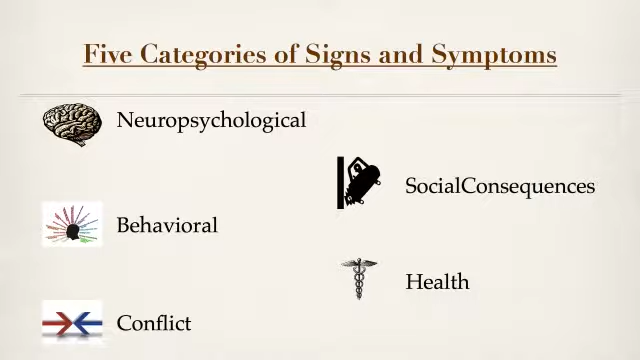 Five Categories of Signs and Symptoms
Neuropsychological
SocialConsequences
Behavioral
Health
Conflict